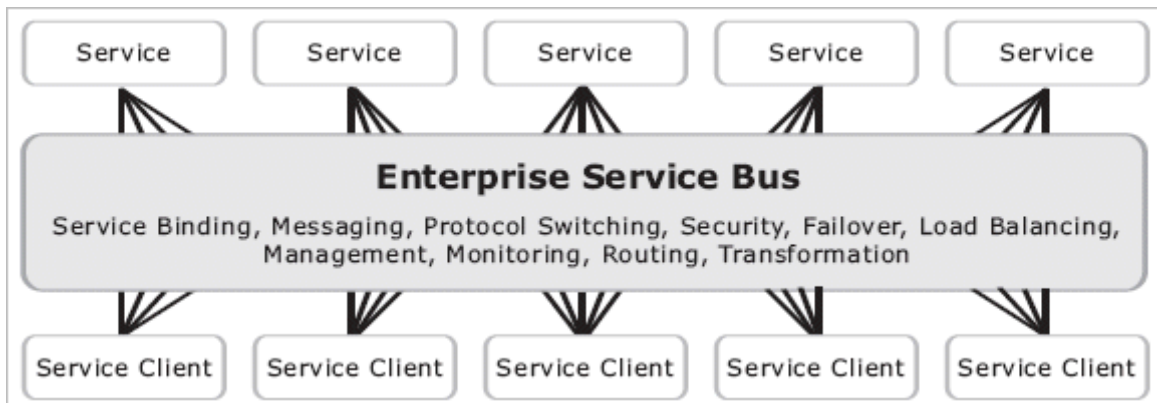 Service
Service
Service
Service
Service
Enterprise Service Bus
Service Binding, Messaging, Protocol Switching, Security, Failover, Load Balancing,
Management, Monitoring, Routing, Transformation
Service Client
Service Client
Service Client
Service Client
Service Client